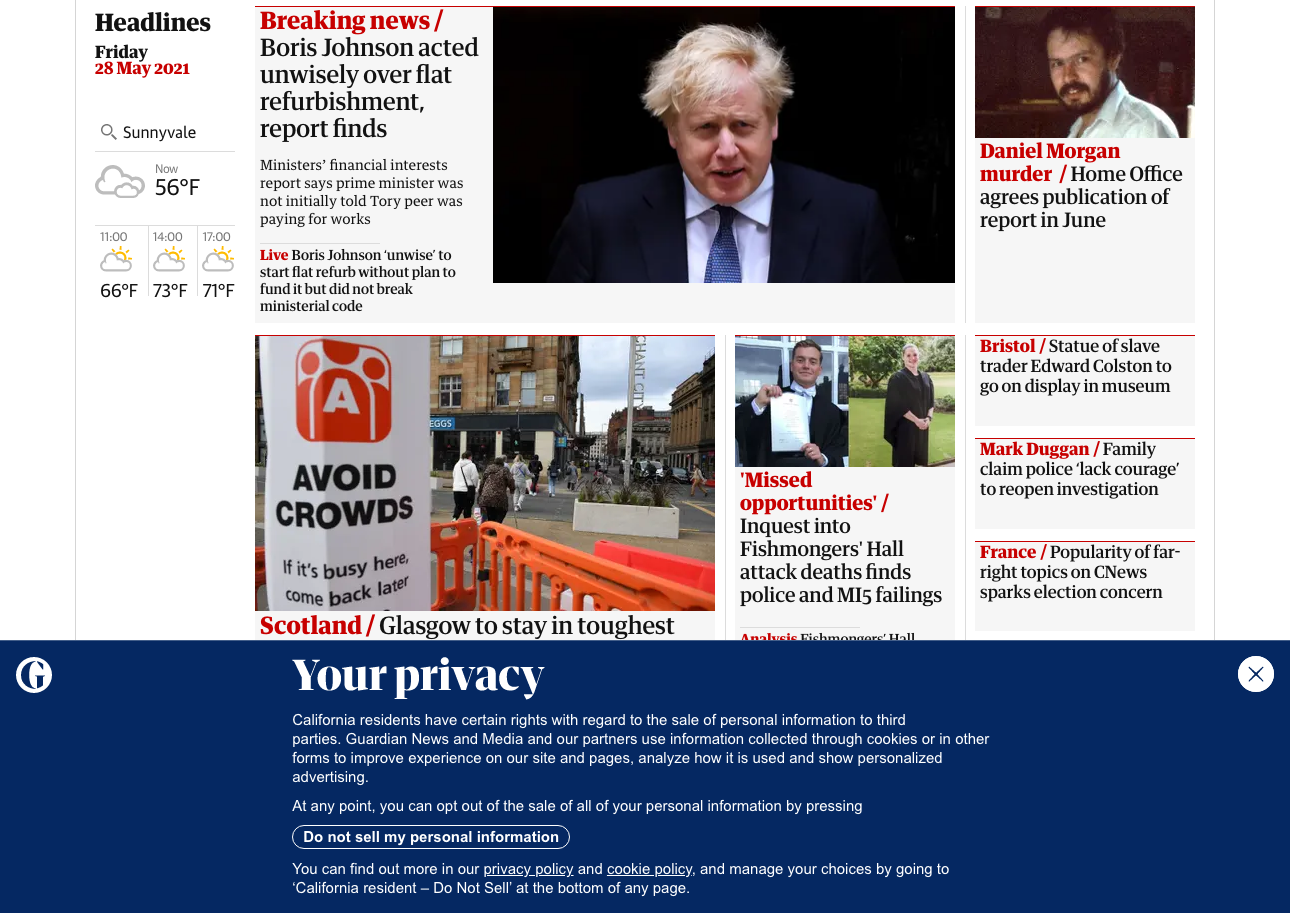 Headlines
Friday
28 May 2021
Sunnyvale
Now
56°F
11:00
14:00
17:00
66°F
73°F
71°F
Breaking news /
Boris Johnson acted
unwisely over flat
refurbishment,
report finds
Ministers’ financial interests
report says prime minister was
not initially told Tory peer was
paying for works
Live Boris Johnson ‘unwise’ to
start flat refurb without plan to
fund it but did not break
ministerial code
Daniel Morgan
murder / Home Office
agrees publication of
report in June
A
AVOID
CROWDS
If it's busy here,
come back later
EGGS
CHANT CITY
Scotland / Glasgow to stay in toughest
'Missed
opportunities' /
Inquest into
Fishmongers' Hall
attack deaths finds
police and MI5 failings
Analysis Fishmongers’ Hall
Bristol / Statue of slave
trader Edward Colston to
go on display in museum
Mark Duggan / Family
claim police ‘lack courage’
to reopen investigation
France / Popularity of far-
right topics on CNews
sparks election concern
G
Your privacy
California residents have certain rights with regard to the sale of personal information to third
parties. Guardian News and Media and our partners use information collected through cookies or in other
forms to improve experience on our site and pages, analyze how it is used and show personalized
advertising.
At any point, you can opt out of the sale of all of your personal information by pressing
Do not sell my personal information
You can find out more in our privacy policy and cookie policy, and manage your choices by going to
‘California resident – Do Not Sell’ at the bottom of any page.